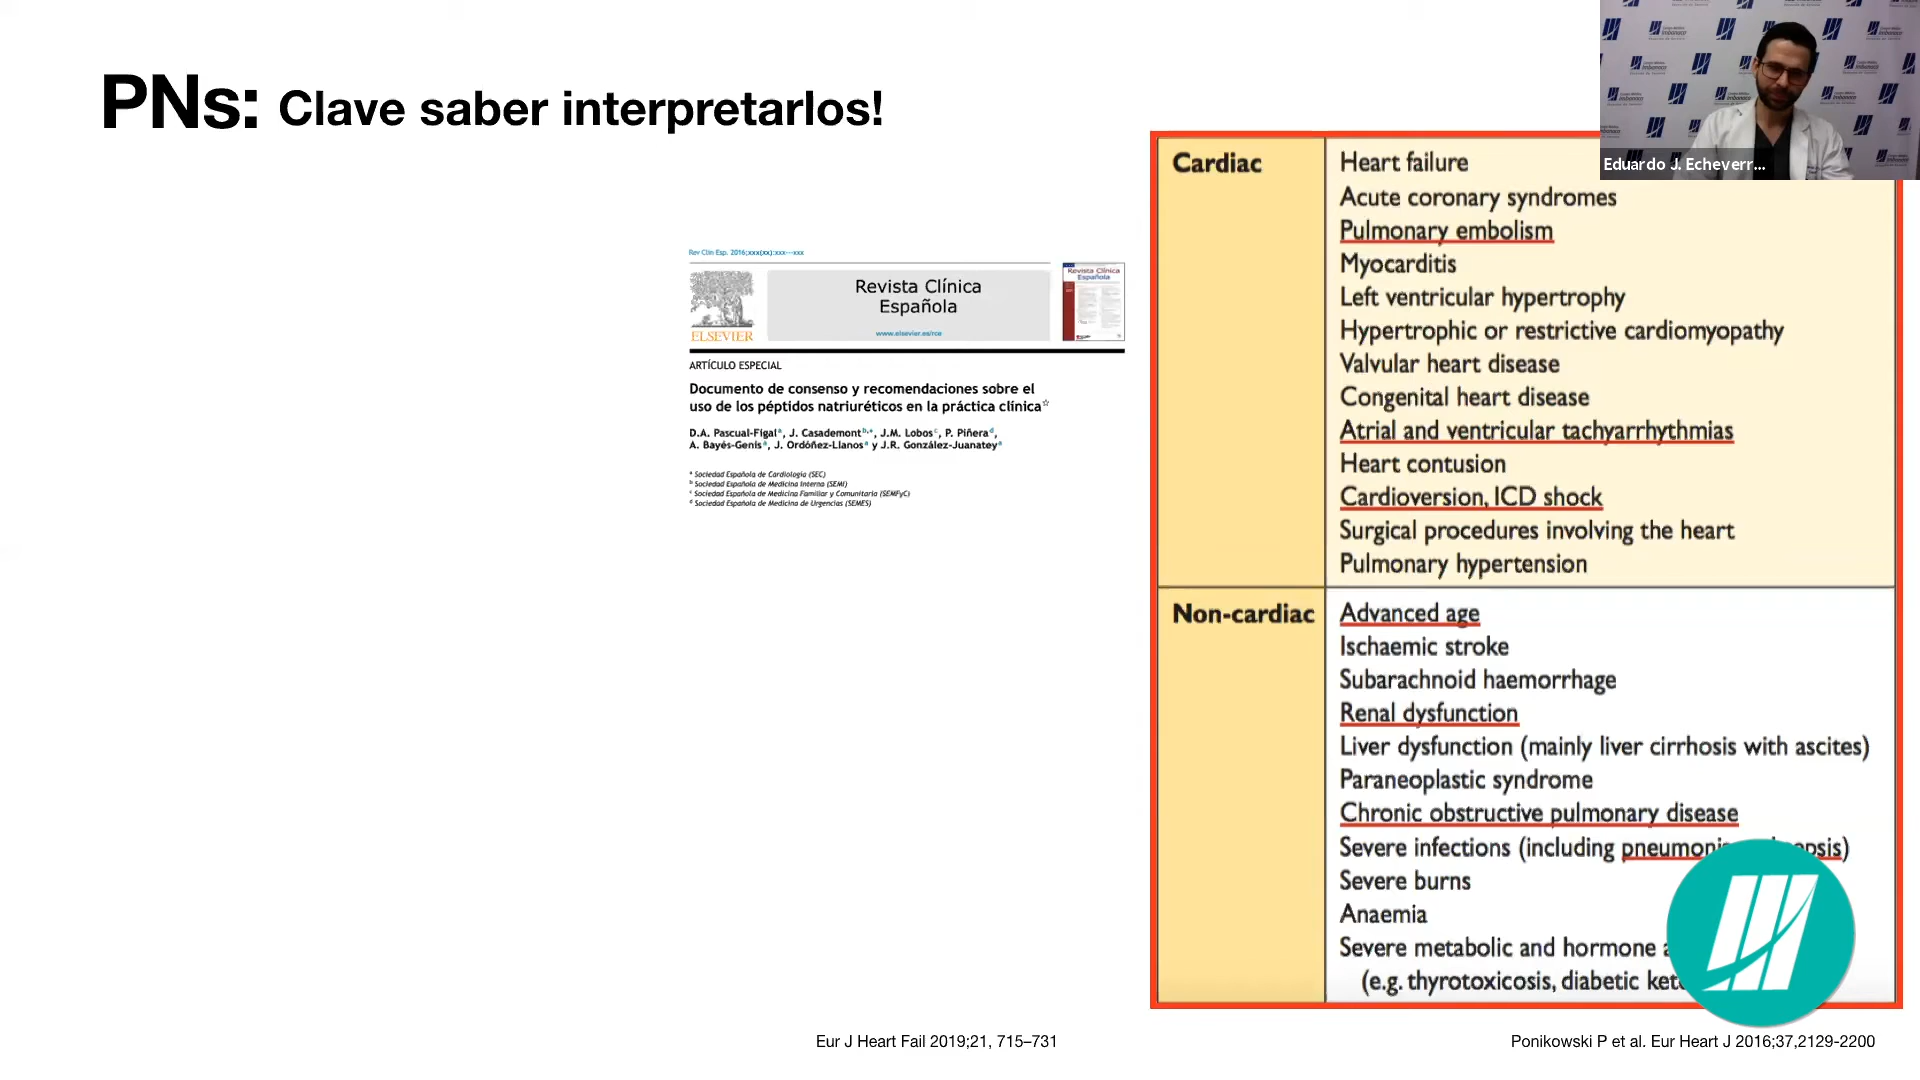 PNs: Clave saber interpretarlos!
Eduardo J. Echeverr...
Rev Clin Esp. 2016;xxx(xx):xxx---xxx
Revista Clínica
Española
www.elsevier.es/rce
ELSEVIER
Revista Clínica
Española
ARTÍCULO ESPECIAL
Documento de consenso y recomendaciones sobre el
uso de los péptidos natriuréticos en la práctica clínica☆
D.A. Pascual-Figal a, J. Casademont b,*, J.M. Lobos c, P. Piñera d,
A. Bayés-Genis a, J. Ordóñez-Llanos a y J.R. González-Juanatey a
a Sociedad Española de Cardiología (SEC)
b Sociedad Española de Medicina Interna (SEMI)
c Sociedad Española de Medicina Familiar y Comunitaria (SEMFyC)
d Sociedad Española de Medicina de Urgencias (SEMES)
Cardiac
Heart failure
Acute coronary syndromes
Pulmonary embolism
Myocarditis
Left ventricular hypertrophy
Hypertrophic or restrictive cardiomyopathy
Valvular heart disease
Congenital heart disease
Atrial and ventricular tachyarrhythmias
Heart contusion
Cardioversion, ICD shock
Surgical procedures involving the heart
Pulmonary hypertension
Non-cardiac
Advanced age
Ischaemic stroke
Subarachnoid haemorrhage
Renal dysfunction
Liver dysfunction (mainly liver cirrhosis with ascites)
Paraneoplastic syndrome
Chronic obstructive pulmonary disease
Severe infections (including
Severe burns
Anaemia
Severe metabolic and hormone
(e.g. thyrotoxicosis, diabetic
Eur J Heart Fail 2019;21, 715–731
Ponikowski P et al. Eur Heart J 2016;37,2129-2200